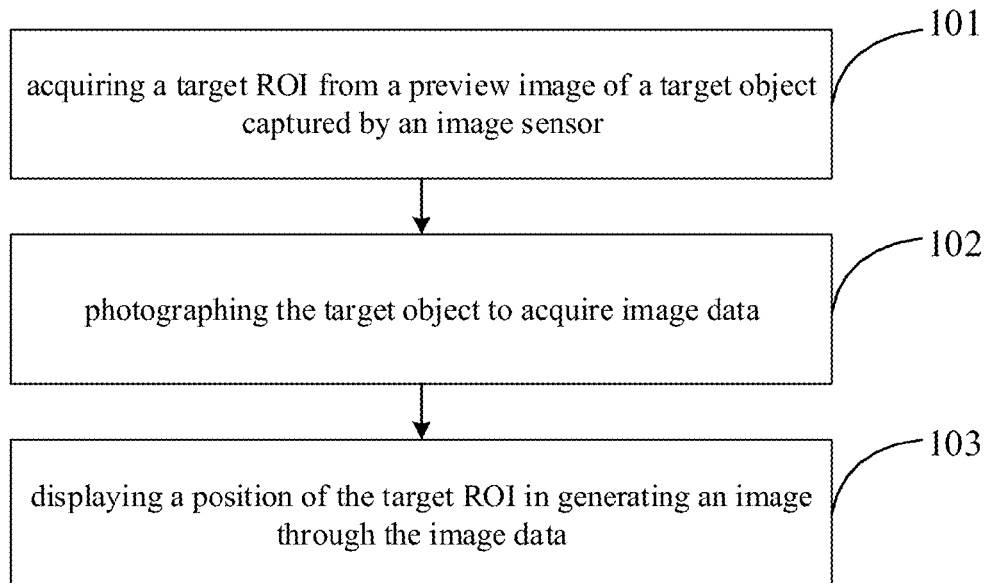 101
acquiring a target ROI from a preview image of a target object
captured by an image sensor
102
photographing the target object to acquire image data
103
displaying a position of the target ROI in generating an image
through the image data